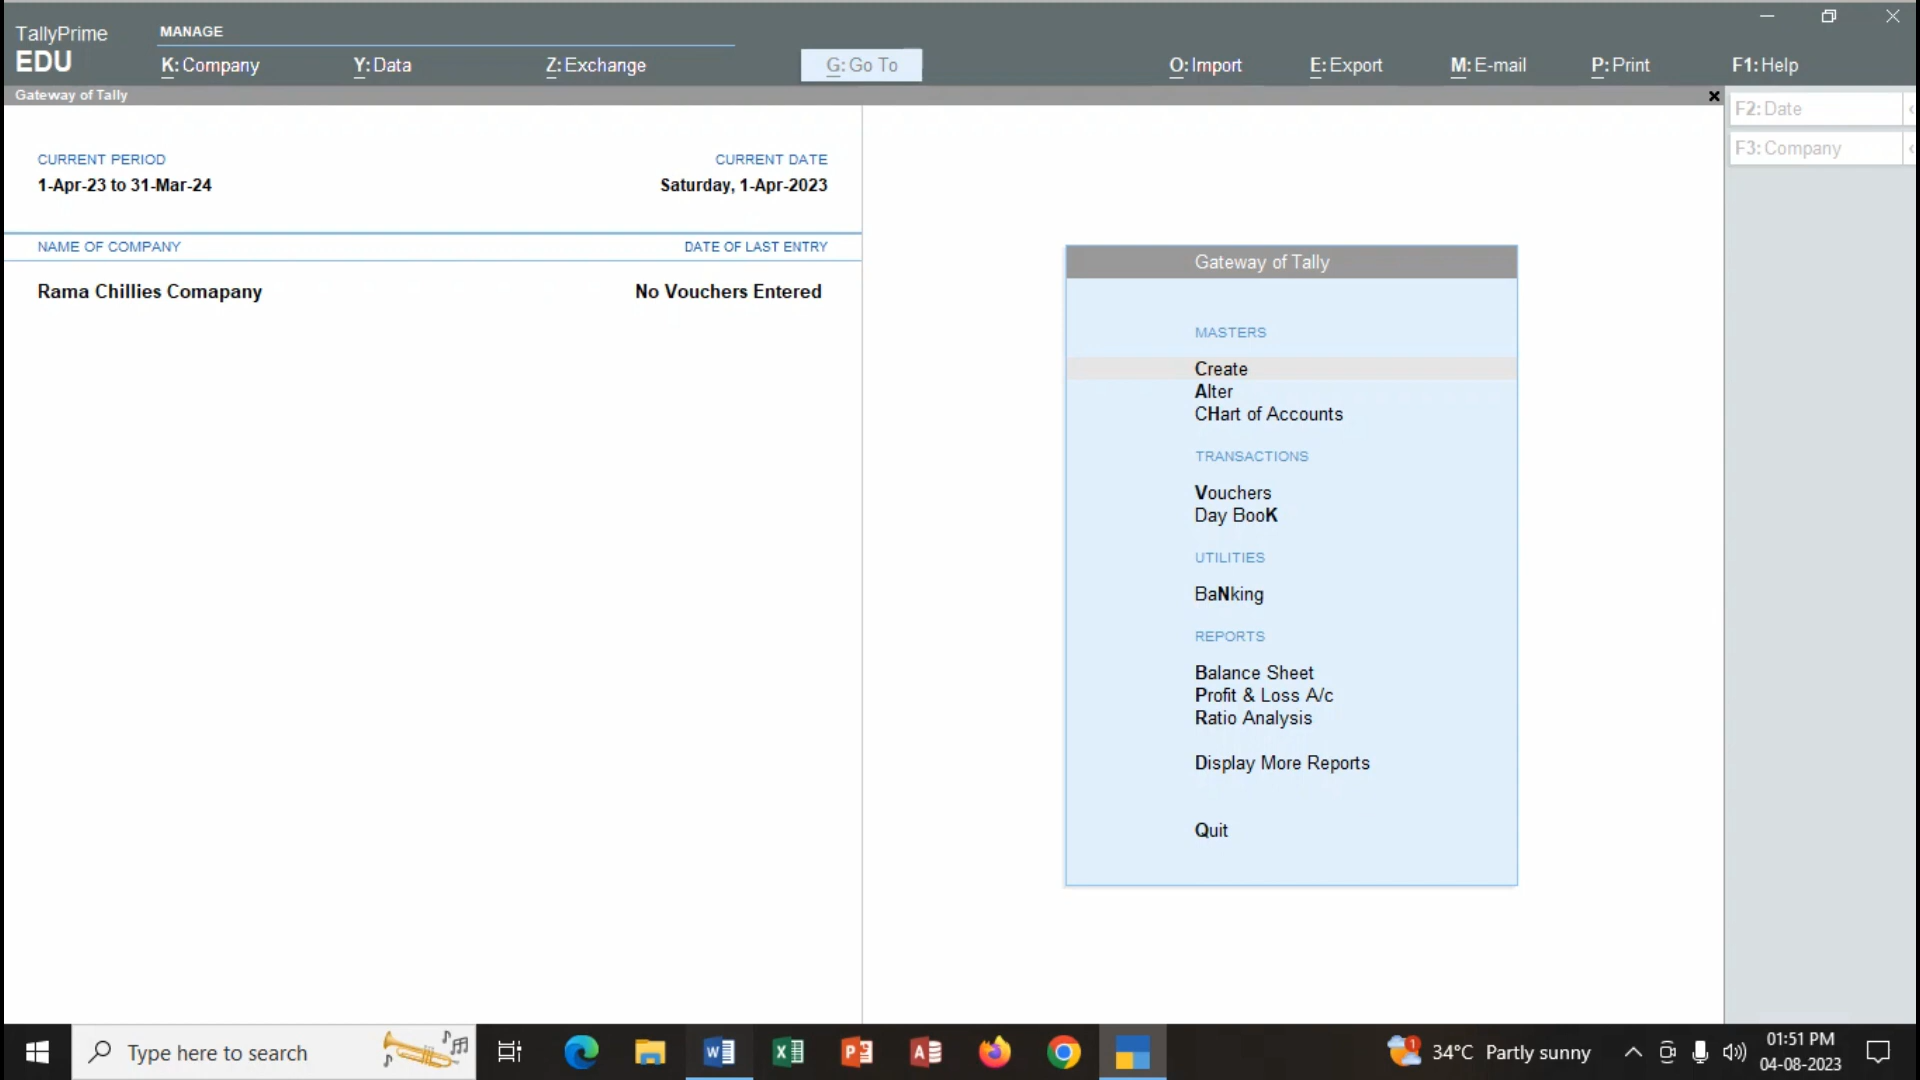 TallyPrime
EDU
MANAGE
K: Company
Y: Data
Z: Exchange
G: Go To
O: Import
E: Export
M: E-mail
P: Print
F1: Help
Gateway of Tally
F2: Date
F3: Company
CURRENT PERIOD
CURRENT DATE
1-Apr-23 to 31-Mar-24
Saturday, 1-Apr-2023
NAME OF COMPANY
DATE OF LAST ENTRY
Rama Chillies Comapany
No Vouchers Entered
Gateway of Tally
MASTERS
Create
Alter
CHart of Accounts
TRANSACTIONS
Vouchers
Day BooK
UTILITIES
BaNking
REPORTS
Balance Sheet
Profit & Loss A/c
Ratio Analysis
Display More Reports
Quit
Type here to search
34°C Partly sunny
01:51 PM
04-08-2023